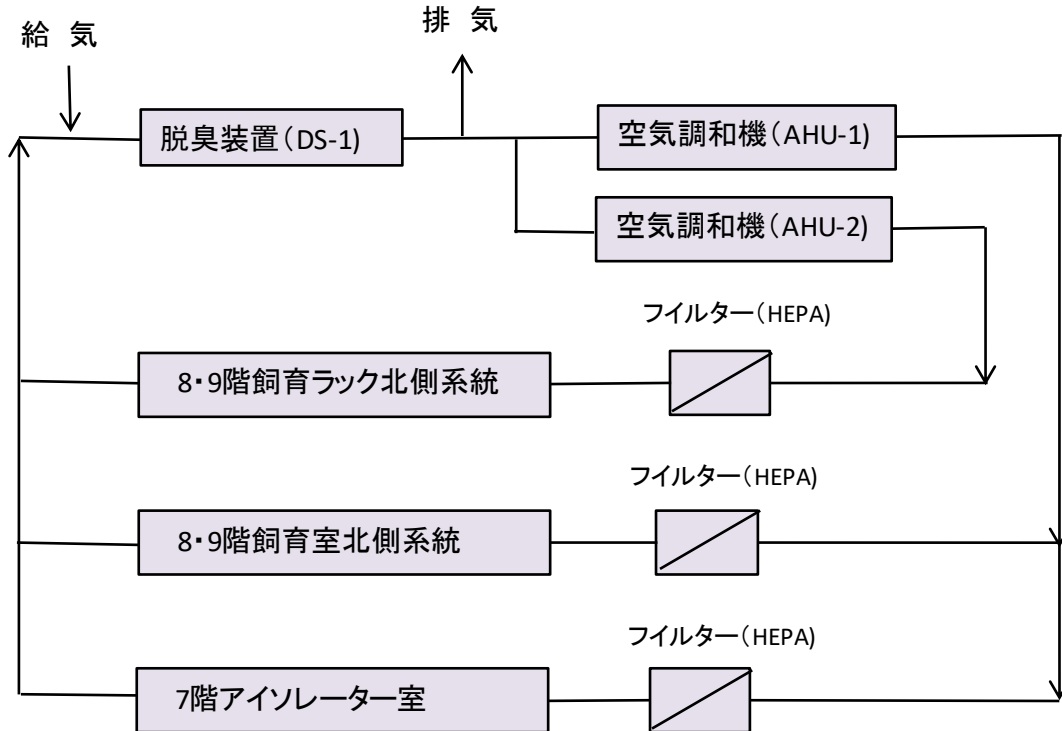 給 気
排 気
脱臭装置(DS-1)
空気調和機(AHU-1)
空気調和機(AHU-2)
フイルター(HEPA)
8・9階飼育ラック北側系統
フイルター(HEPA)
8・9階飼育室北側系統
フイルター(HEPA)
7階アイソレーター室